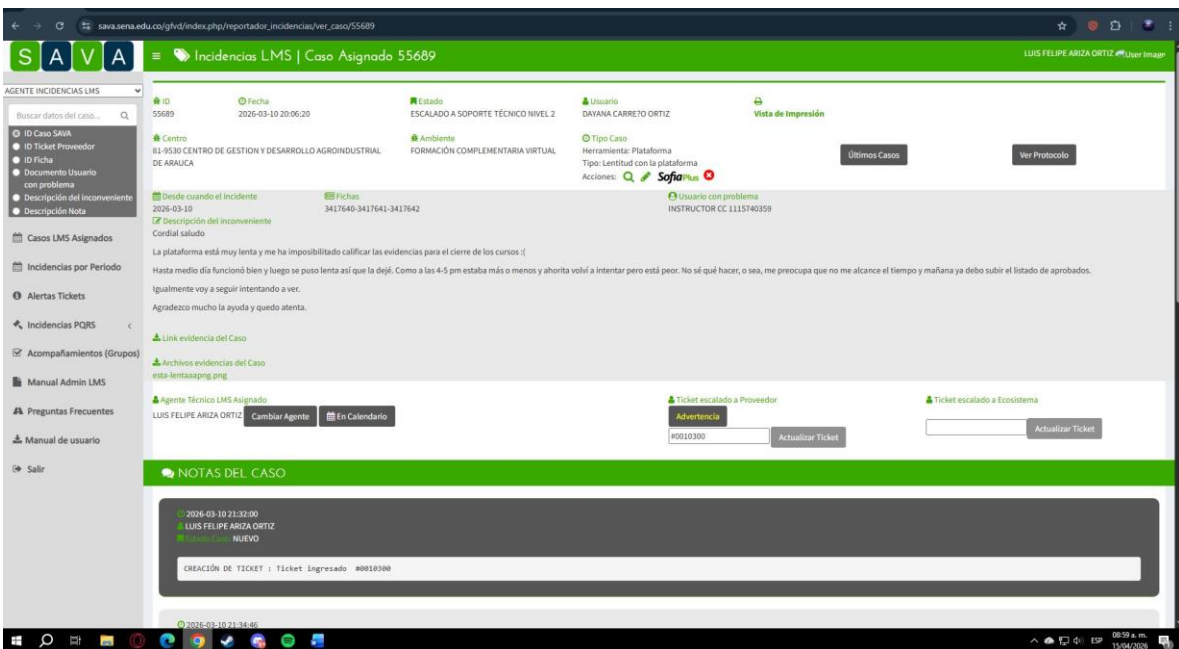 sava.sena.edu.co/gfvd/index.php/reportador_incidencias/ver_caso/55689
SAVA
Incidencias LMS | Caso Asignado 55689
LUIS FELIPE ARIZA ORTIZ User Image
AGENTE INCIDENCIAS LMS
Buscar datos del caso...
ID Caso SAVA
ID Ticket Proveedor
ID Ficha
Documento Usuario
con problema
Descripción del inconveniente
Descripción Nota
Casos LMS Asignados
Incidencias por Periodo
Alertas Tickets
Incidencias PQRS
Acompañamientos (Grupos)
Manual Admin LMS
Preguntas Frecuentes
Manual de usuario
Salir
ID
55689
Fecha
2026-03-10 20:06:20
Estado
ESCALADO A SOPORTE TÉCNICO NIVEL 2
Usuario
DAYANA CARRE?O ORTIZ
Vista de Impresión
Centro
81-9530 CENTRO DE GESTION Y DESARROLLO AGROINDUSTRIAL
DE ARAUCA
Ambiente
FORMACIÓN COMPLEMENTARIA VIRTUAL
Tipo Caso
Herramienta: Plataforma
Tipo: Lentitud con la plataforma
Acciones: Sofia Plus
Últimos Casos
Ver Protocolo
Desde cuando el incidente
2026-03-10
Fichas
3417640-3417641-3417642
Usuario con problema
INSTRUCTOR CC 1115740359
Descripción del inconveniente
Cordial saludo
La plataforma está muy lenta y me ha imposibilitado calificar las evidencias para el cierre de los cursos :(
Hasta medio día funcionó bien y luego se puso lenta así que la dejé. Como a las 4-5 pm estaba más o menos y ahorita volví a intentar pero está peor. No sé qué hacer, o sea, me preocupa que no me alcance el tiempo y mañana ya debo subir el listado de aprobados.
Igualmente voy a seguir intentando a ver.
Agradezco mucho la ayuda y quedo atenta.
Link evidencia del Caso
Archivos evidencias del Caso
esta-lentaaapng.png
Agente Técnico LMS Asignado
LUIS FELIPE ARIZA ORTIZ Cambiar Agente En Calendario
Ticket escalado a Proveedor
Advertencia
#0010300 Actualizar Ticket
Ticket escalado a Ecosistema
Actualizar Ticket
NOTAS DEL CASO
2026-03-10 21:32:00
LUIS FELIPE ARIZA ORTIZ
Estado Caso: NUEVO
CREACIÓN DE TICKET : Ticket ingresado #0010300
2026-03-10 21:34:46
ESP
08:59 a. m.
15/04/2026